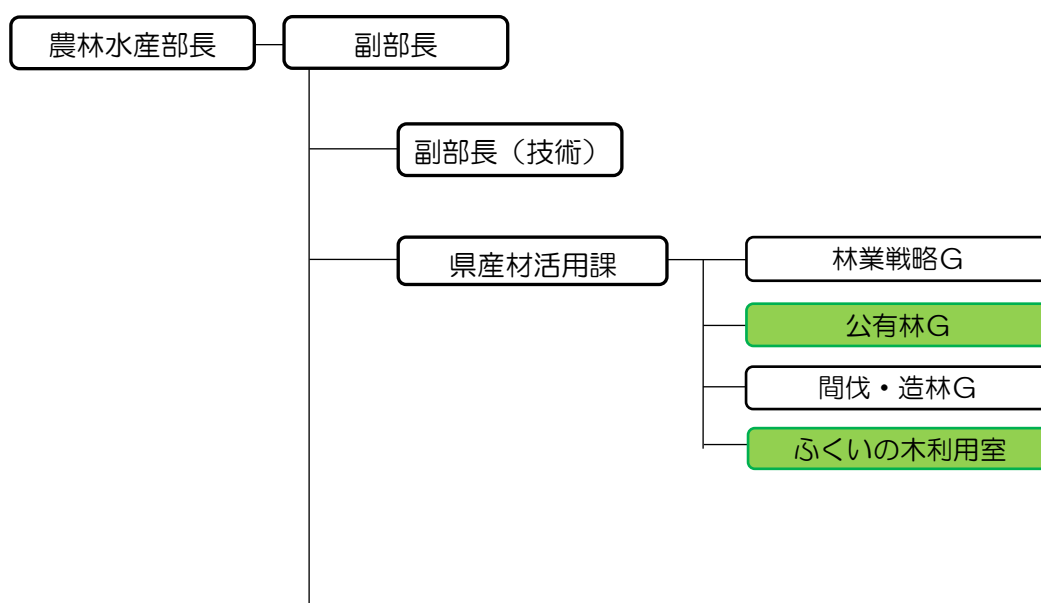 農林水産部長
副部長
副部長（技術）
県産材活用課
林業戦略G
公有林G
間伐・造林G
ふくいの木利用室